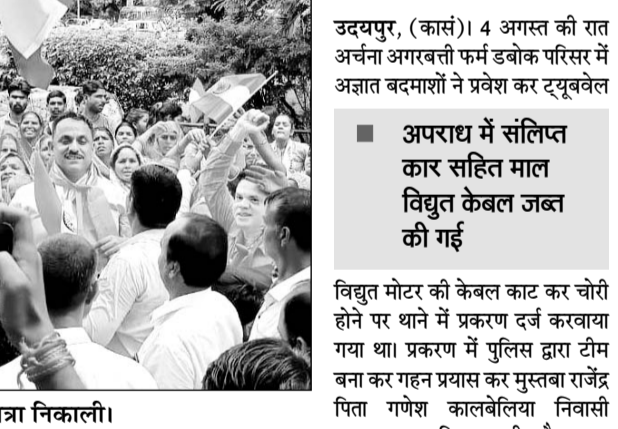 त्रा निकाली।
उदयपुर, (कासं)। 4 अगस्त की रात
अर्चना अगरबत्ती फर्म डबोक परिसर में
अज्ञात बदमाशों ने प्रवेश कर ट्यूबवेल
अपराध में संलिप्त
कार सहित माल
विद्युत केबल जब्त
की गई
विद्युत मोटर की केबल काट कर चोरी
होने पर थाने में प्रकरण दर्ज करवाया
गया था। प्रकरण में पुलिस द्वारा टीम
बना कर गहन प्रयास कर मुस्तबा राजेंद्र
पिता गणेश कालबेलिया निवासी